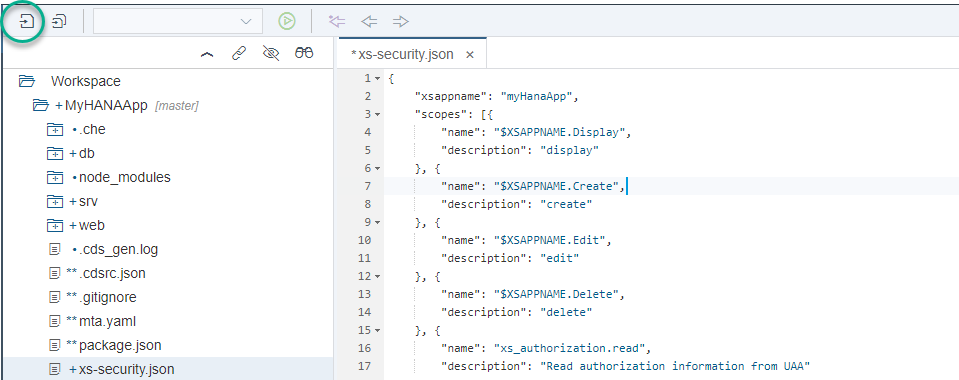 *xs-security.json ×
Workspace
+MyHANAApp [master]
•.che
+db
•node_modules
+srv
+web
•.cds_gen.log
**.cdsrc.json
**.gitignore
**mta.yaml
**package.json
+xs-security.json
1 {
2 "xsappname": "myHanaApp",
3 "scopes": [{
4 "name": "$XSAPPNAME.Display",
5 "description": "display"
6 }, {
7 "name": "$XSAPPNAME.Create",
8 "description": "create"
9 }, {
10 "name": "$XSAPPNAME.Edit",
11 "description": "edit"
12 }, {
13 "name": "$XSAPPNAME.Delete",
14 "description": "delete"
15 }, {
16 "name": "xs_authorization.read",
17 "description": "Read authorization information from UAA"